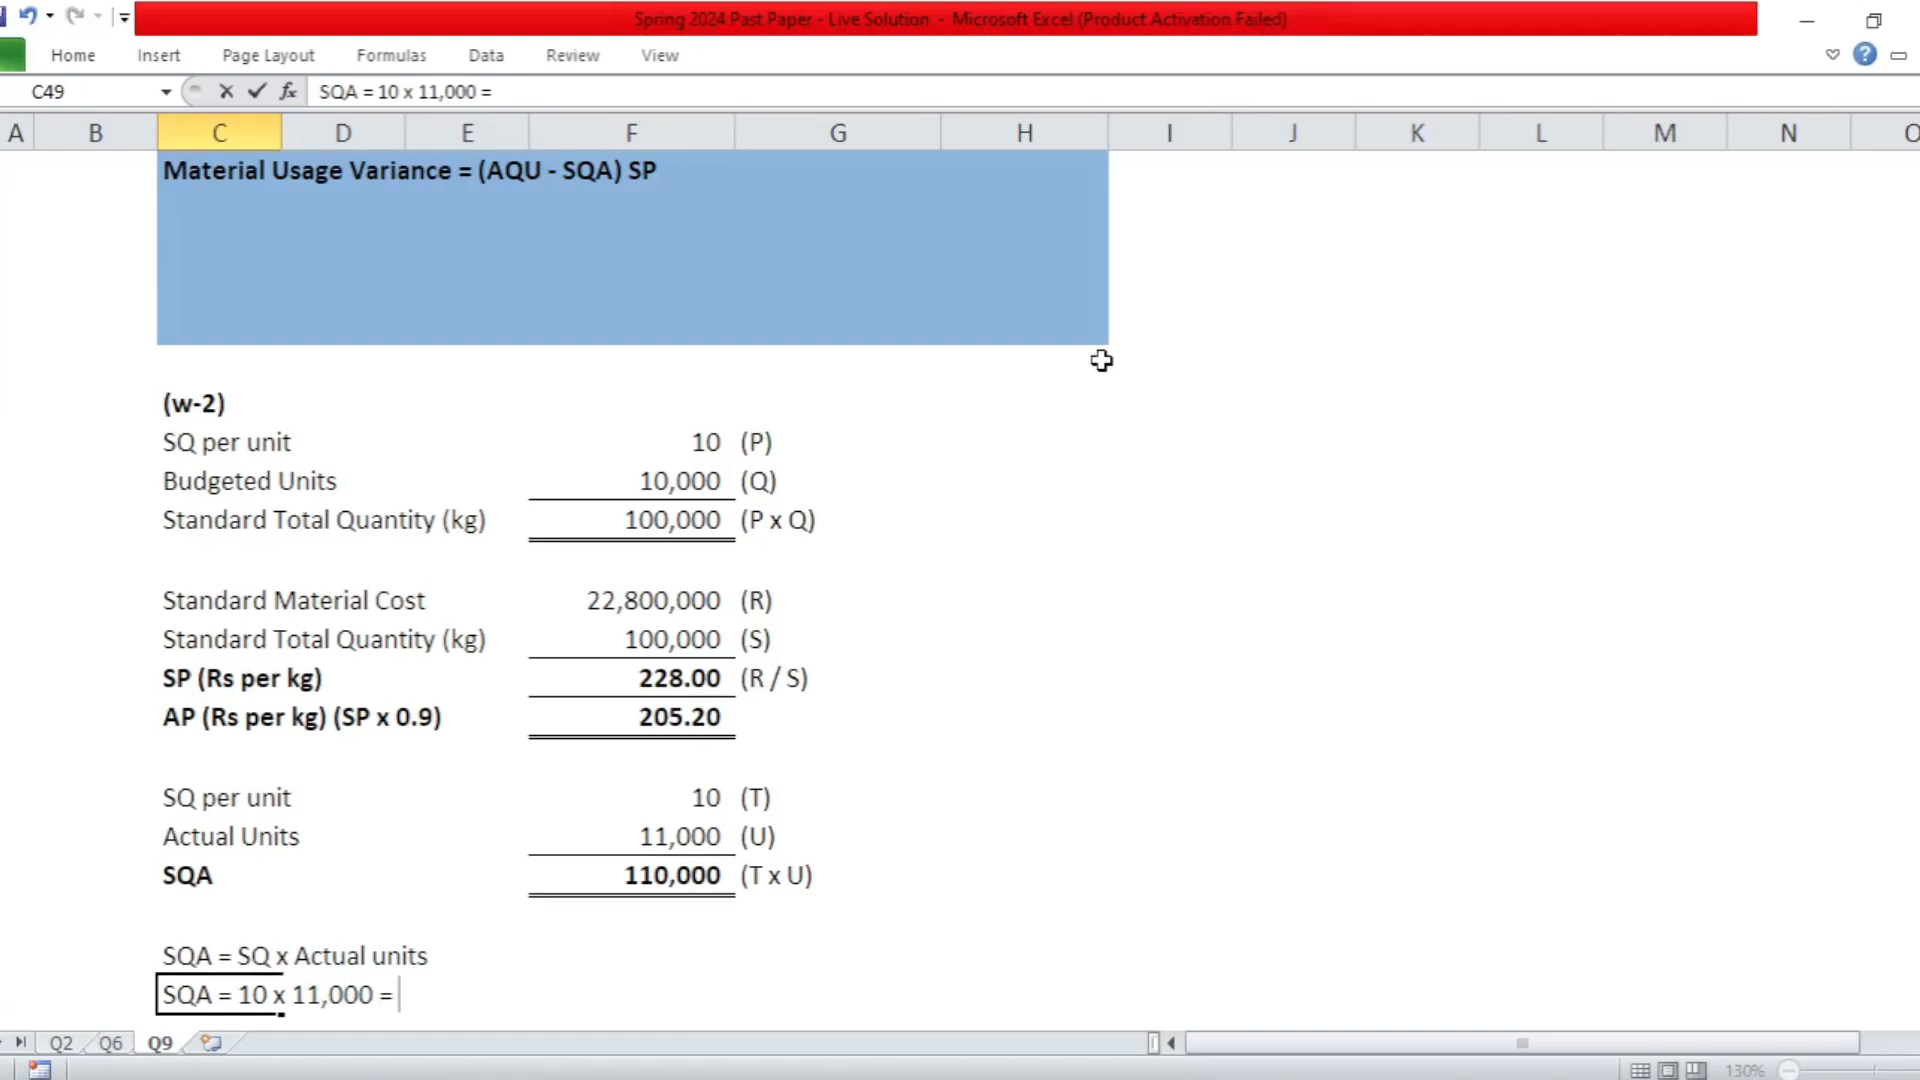 Spring 2024 Past Paper - Live Solution - Microsoft Excel (Product Activation Failed)
Home Insert Page Layout Formulas Data Review View
C49 fx SQA = 10 x 11,000 =
A B C D E F G H I J K L M N O
Material Usage Variance = (AQU - SQA) SP
(w-2)
SQ per unit 10 (P)
Budgeted Units 10,000 (Q)
Standard Total Quantity (kg) 100,000 (P x Q)
Standard Material Cost 22,800,000 (R)
Standard Total Quantity (kg) 100,000 (S)
SP (Rs per kg) 228.00 (R / S)
AP (Rs per kg) (SP x 0.9) 205.20
SQ per unit 10 (T)
Actual Units 11,000 (U)
SQA 110,000 (T x U)
SQA = SQ x Actual units
SQA = 10 x 11,000 =
Q2 Q6 Q9
130%